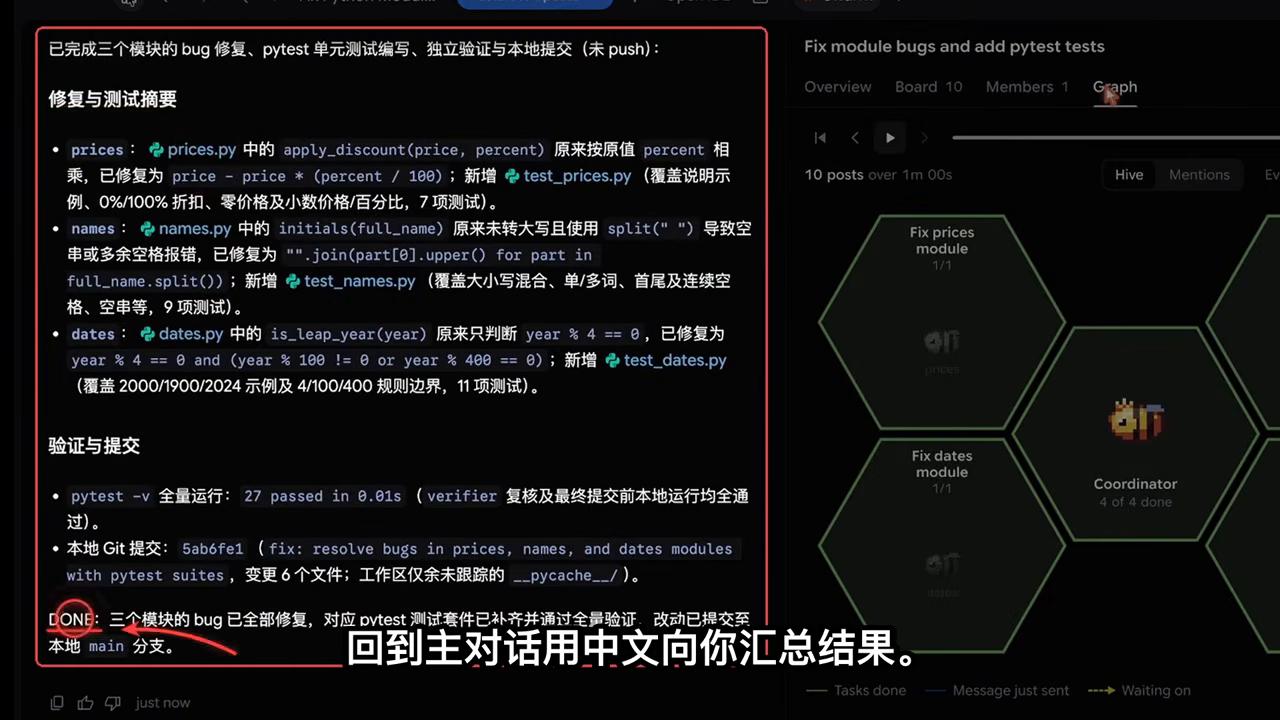 已完成三个模块的 bug 修复、pytest 单元测试编写、独立验证与本地提交（未 push）：
修复与测试摘要
• prices： prices.py 中的 apply_discount(price, percent) 原来按原值 percent 相
乘，已修复为 price - price * (percent / 100)；新增 test_prices.py（覆盖说明示
例、0%/100% 折扣、零价格及小数价格/百分比，7 项测试）。
• names： names.py 中的 initials(full_name) 原来未转大写且使用 split(" ") 导致空
串或多余空格报错，已修复为 "".join(part[0].upper() for part in
full_name.split())；新增 test_names.py（覆盖大小写混合、单/多词、首尾及连续空
格、空串等，9 项测试）。
• dates： dates.py 中的 is_leap_year(year) 原来只判断 year % 4 == 0，已修复为
year % 4 == 0 and (year % 100 != 0 or year % 400 == 0)；新增 test_dates.py
（覆盖 2000/1900/2024 示例及 4/100/400 规则边界，11 项测试）。
验证与提交
• pytest -v 全量运行：27 passed in 0.01s（verifier 复核及最终提交前本地运行均全通
过）。
• 本地 Git 提交：5ab6fe1（fix: resolve bugs in prices, names, and dates modules
with pytest suites，变更 6 个文件；工作区仅余未跟踪的 __pycache__/）。
DONE：三个模块的 bug 已全部修复，对应 pytest 测试套件已补齐并通过全量验证，改动已提交至
本地 main 分支。
just now
Fix module bugs and add pytest tests
Overview Board 10 Members 1 Graph
10 posts over 1m 00s
Hive Mentions
Fix prices
module
1/1
prices
Coordinator
4 of 4 done
Fix dates
module
1/1
dates
Tasks done Message just sent Waiting on
回到主对话用中文向你汇总结果。